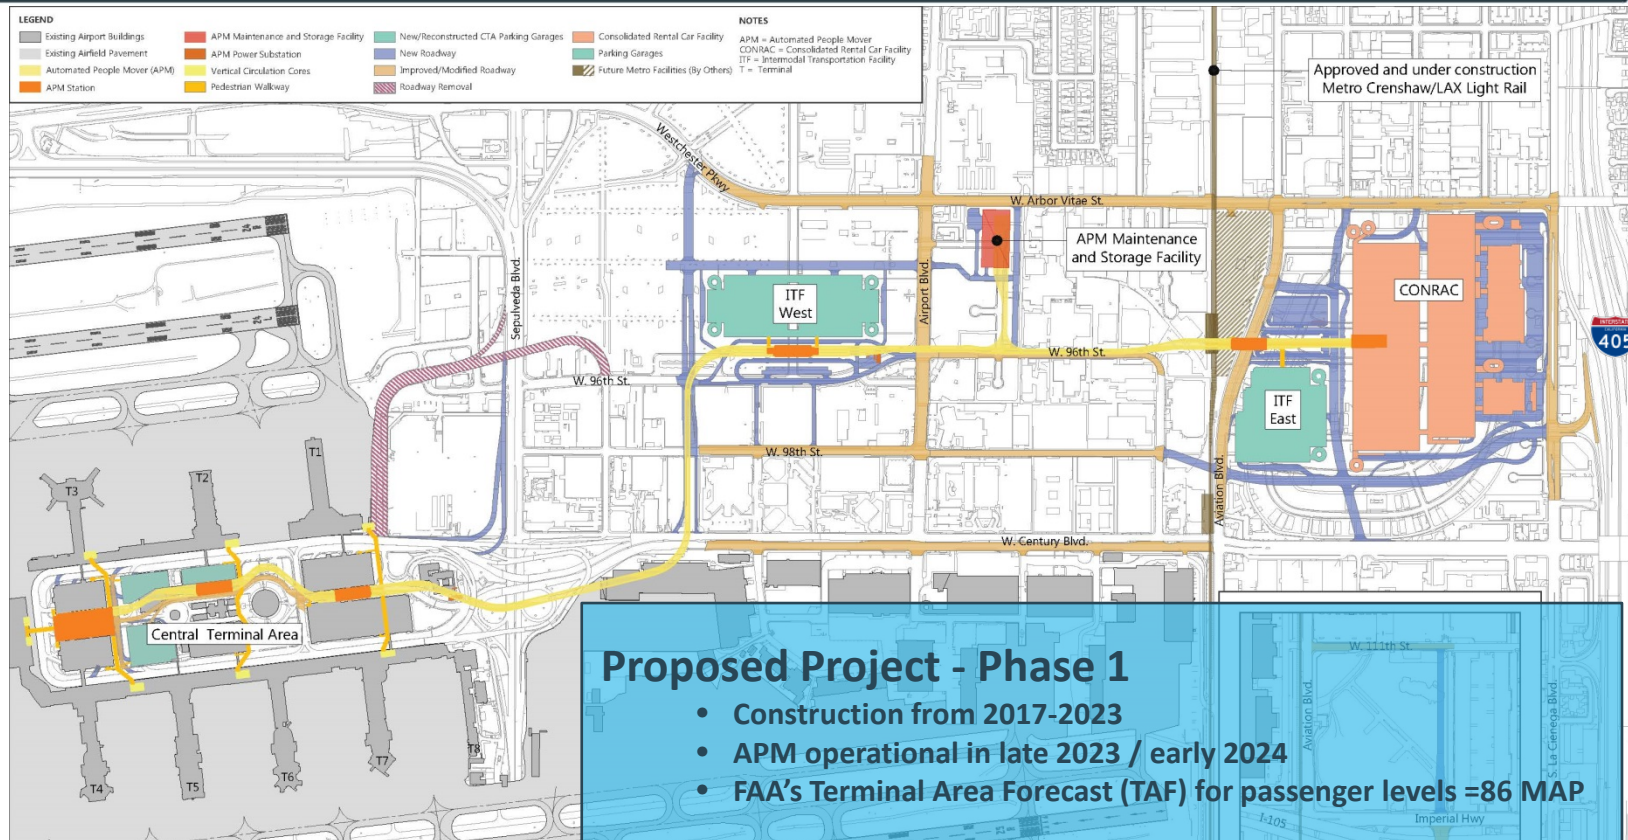 LEGEND
Existing Airport Buildings
Existing Airfield Pavement
Automated People Mover (APM)
APM Station
APM Maintenance and Storage Facility
APM Power Substation
Vertical Circulation Cores
Pedestrian Walkway
New/Reconstructed CTA Parking Garages
New Roadway
Improved/Modified Roadway
Roadway Removal
Consolidated Rental Car Facility
Parking Garages
Future Metro Facilities (By Others)
NOTES
APM = Automated People Mover
CONRAC = Consolidated Rental Car Facility
ITF = Intermodal Transportation Facility
T = Terminal
Approved and under construction
Metro Crenshaw/LAX Light Rail
Westchester Pkwy
W. Arbor Vitae St.
APM Maintenance
and Storage Facility
Sepulveda Blvd.
Airport Blvd.
ITF
West
CONRAC
INTERSTATE
CALIFORNIA
405
W. 96th St.
W. 96th St.
ITF
East
W. 98th St.
Aviation Blvd.
W. Century Blvd.
T3
T2
T1
Central Terminal Area
T4
T5
T6
T7
T8
Proposed Project - Phase 1
• Construction from 2017-2023
• APM operational in late 2023 / early 2024
• FAA's Terminal Area Forecast (TAF) for passenger levels =86 MAP
W. 111th St.
Aviation Blvd.
S. La Cienega Blvd.
I-105
Imperial Hwy